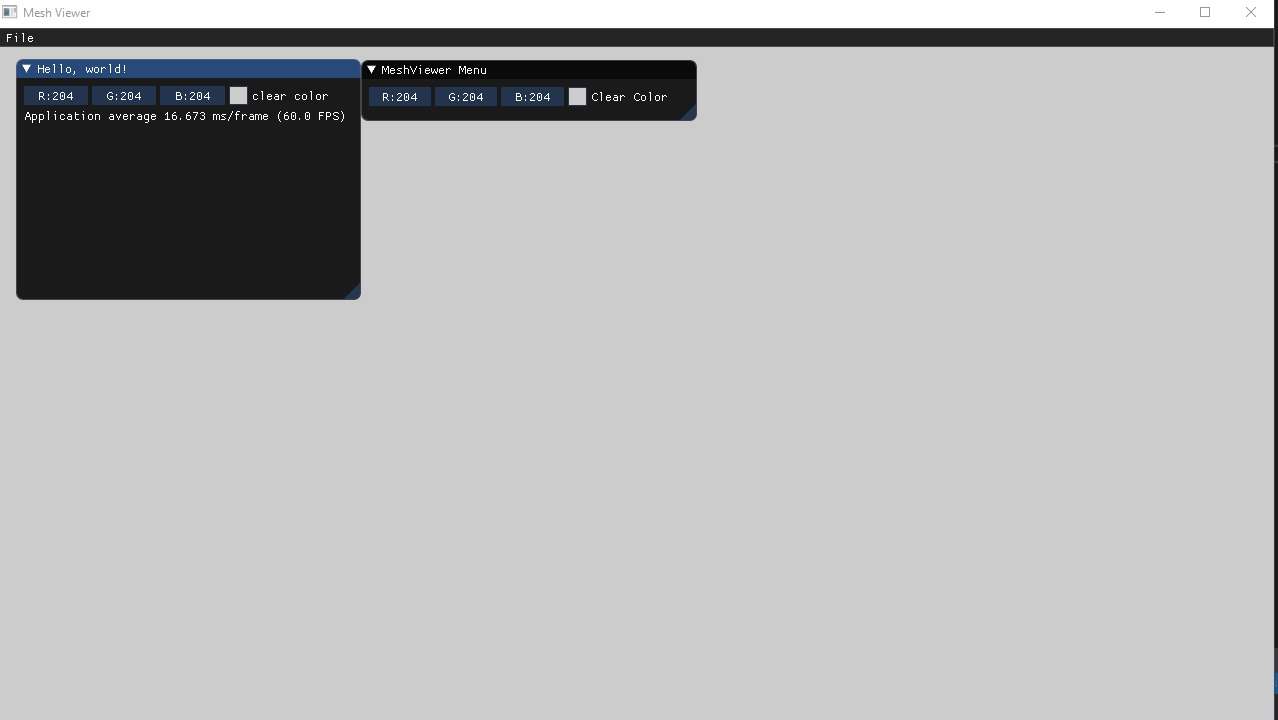 Mesh Viewer
File
Hello, world!
R:204 G:204 B:204 clear color
Application average 16.673 ms/frame (60.0 FPS)
MeshViewer Menu
R:204 G:204 B:204 Clear Color